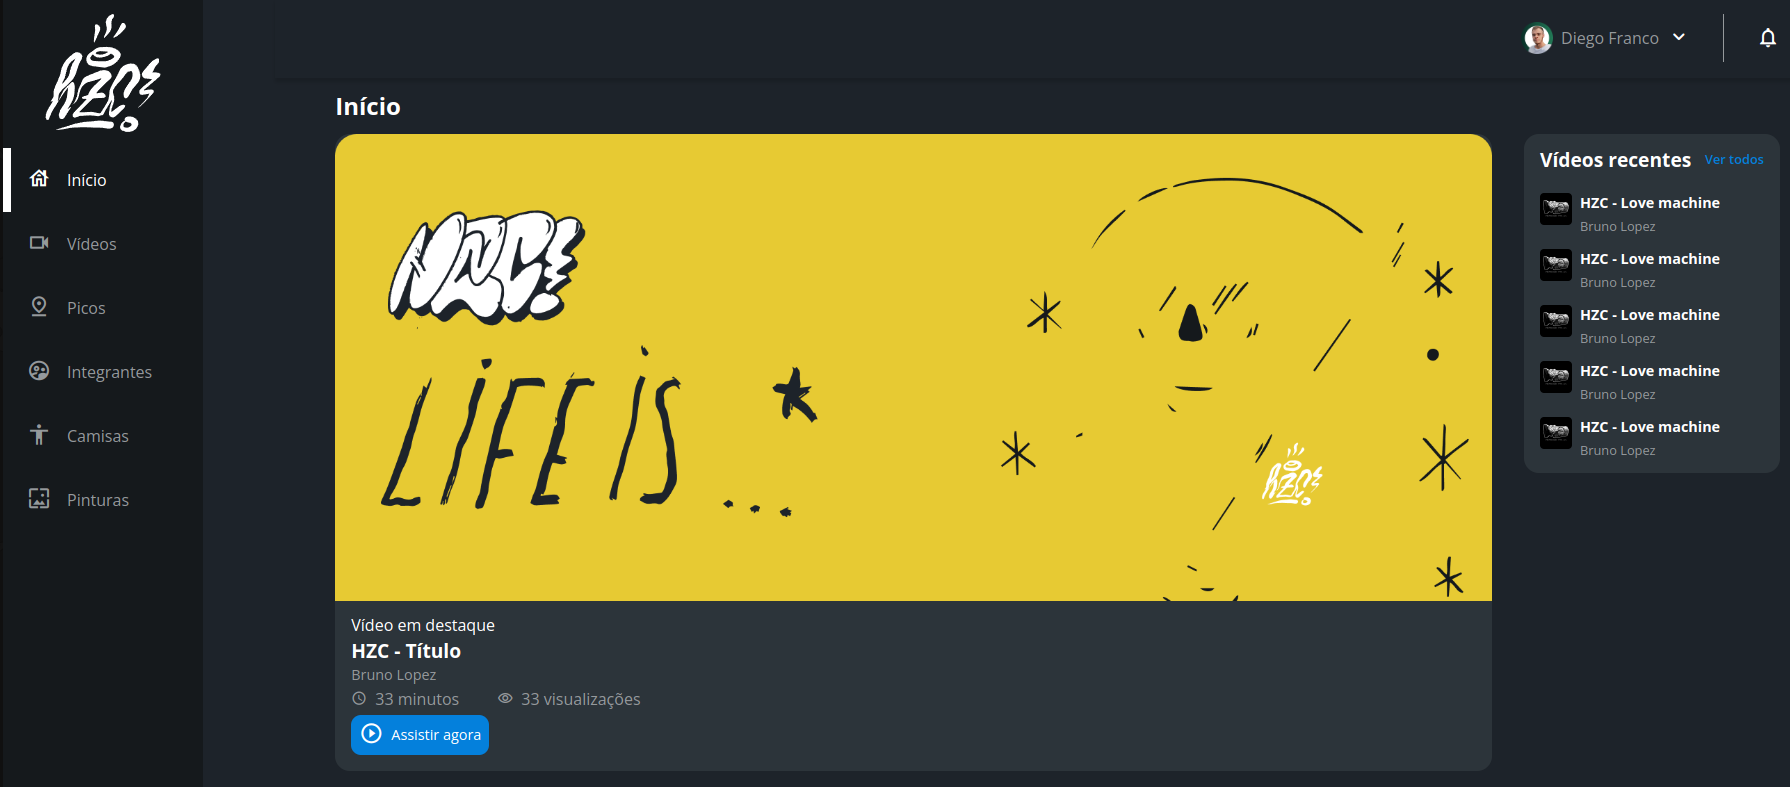 HZC!
Diego Franco
Início
Vídeos
Picos
Integrantes
Camisas
Pinturas
Início
HZC!
LIFE IS ...
HZC!
Vídeo em destaque
HZC - Título
Bruno Lopez
33 minutos
33 visualizações
Assistir agora
Vídeos recentes
Ver todos
HZC - Love machine
Bruno Lopez
HZC - Love machine
Bruno Lopez
HZC - Love machine
Bruno Lopez
HZC - Love machine
Bruno Lopez
HZC - Love machine
Bruno Lopez